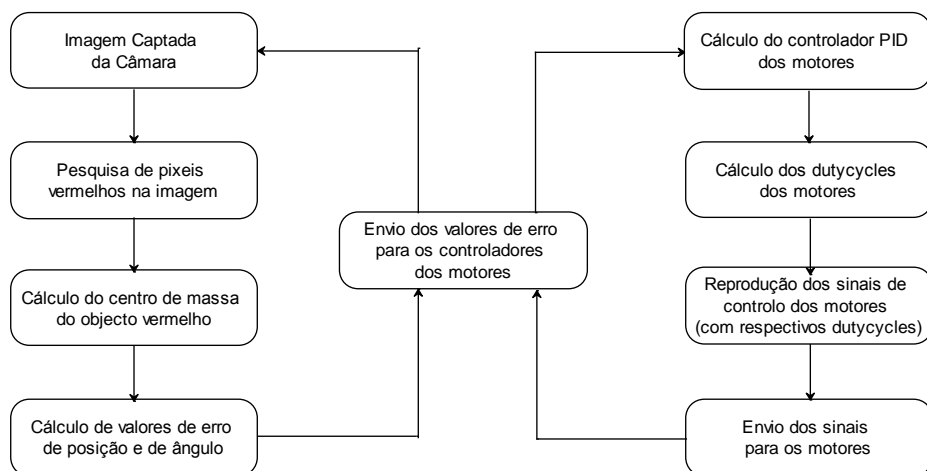 Imagem Captada
da Câmara
Pesquisa de pixeis
vermelhos na imagem
Cálculo do centro de massa
do objecto vermelho
Cálculo de valores de erro
de posição e de ângulo
Envio dos valores de erro
para os controladores
dos motores
Cálculo do controlador PID
dos motores
Cálculo dos dutycycles
dos motores
Reprodução dos sinais de
controlo dos motores
(com respectivos dutycycles)
Envio dos sinais
para os motores